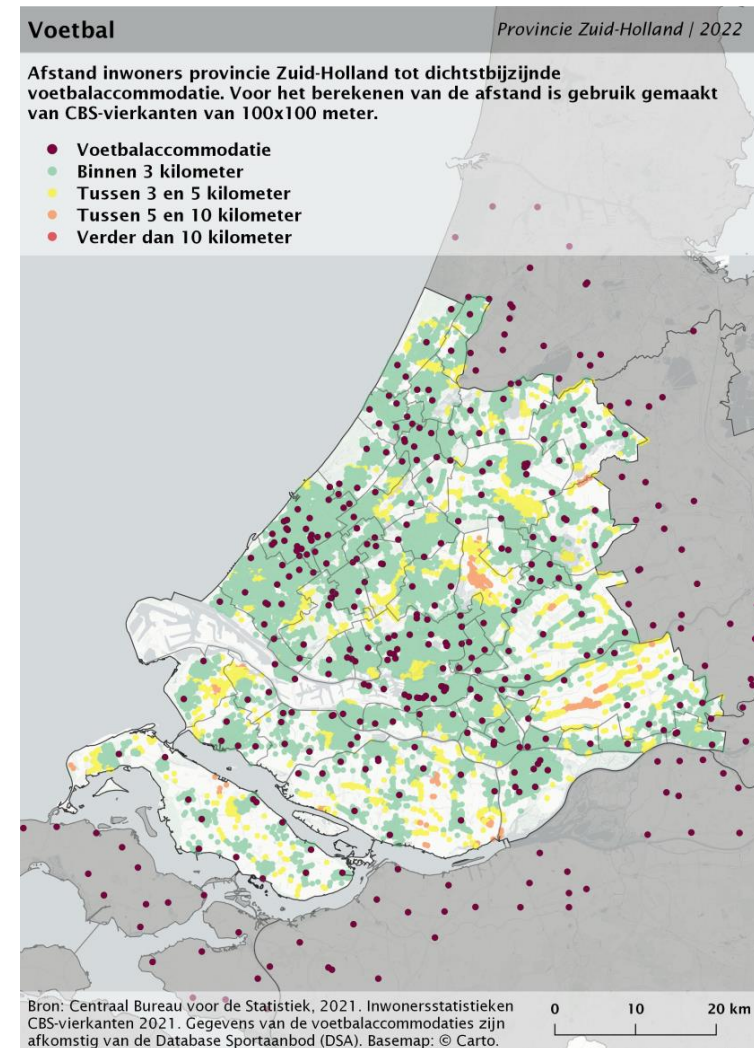 Voetbal
Provincie Zuid-Holland | 2022
Afstand inwoners provincie Zuid-Holland tot dichtstbijzijnde
voetbalaccommodatie. Voor het berekenen van de afstand is gebruik gemaakt
van CBS-vierkanten van 100x100 meter.
Voetbalaccommodatie
Binnen 3 kilometer
Tussen 3 en 5 kilometer
Tussen 5 en 10 kilometer
Verder dan 10 kilometer
Bron: Centraal Bureau voor de Statistiek, 2021. Inwonersstatistieken
CBS-vierkanten 2021. Gegevens van de voetbalaccommodaties zijn
afkomstig van de Database Sportaanbod (DSA). Basemap: © Carto.
0 10 20 km